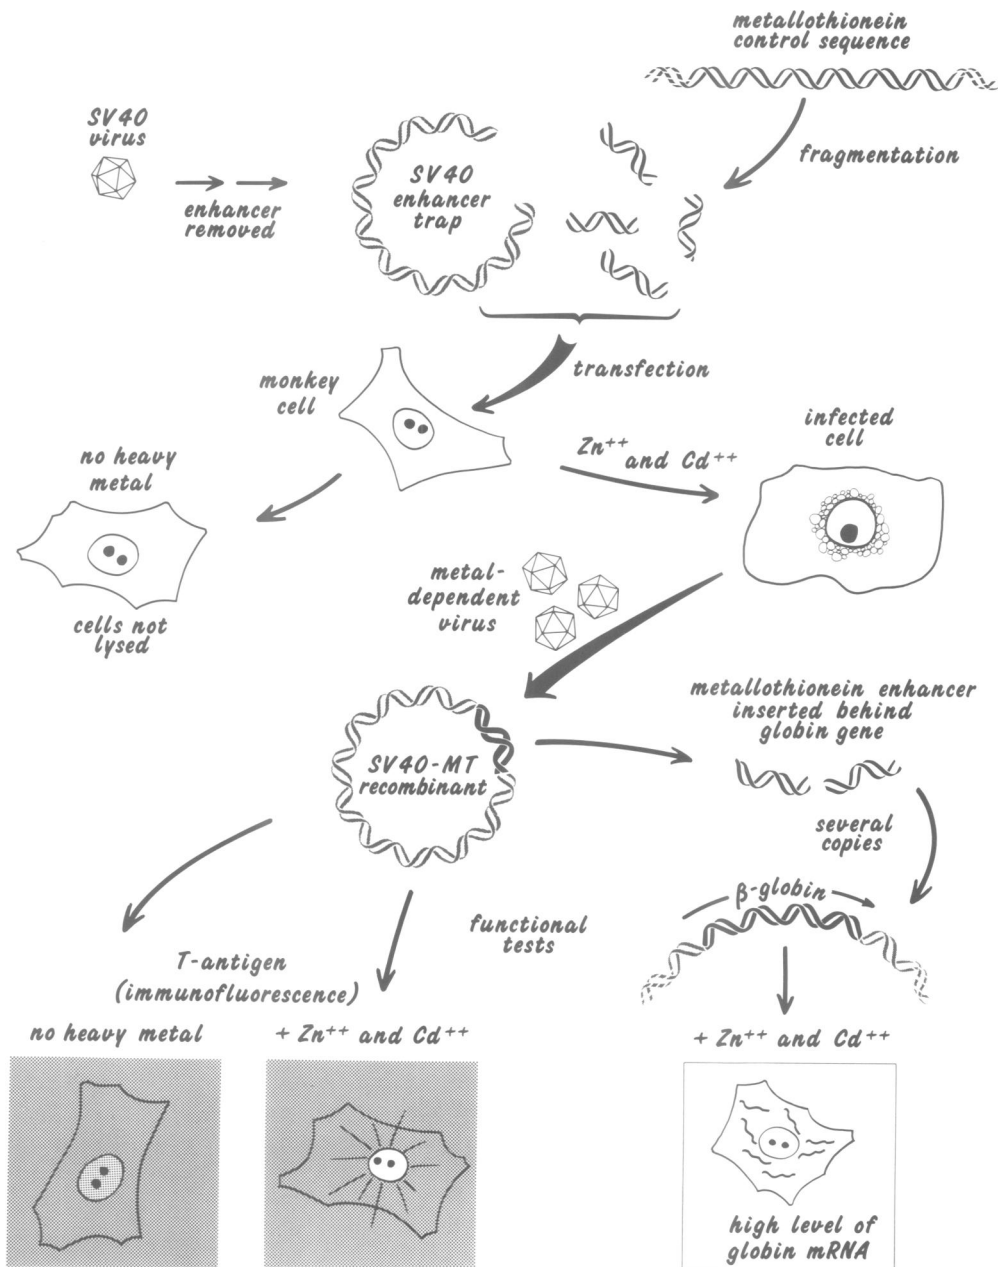 metallothionein
control sequence
SV40
virus
fragmentation
SV40
enhancer
trap
enhancer
removed
transfection
monkey
cell
infected
cell
Zn++ and Cd++
no heavy
metal
metal-
dependent
virus
cells not
lysed
metallothionein enhancer
inserted behind
globin gene
SV40-MT
recombinant
several
copies
β-globin
functional
tests
T-antigen
(immunofluorescence)
no heavy metal
+ Zn++ and Cd++
+ Zn++ and Cd++
high level of
globin mRNA